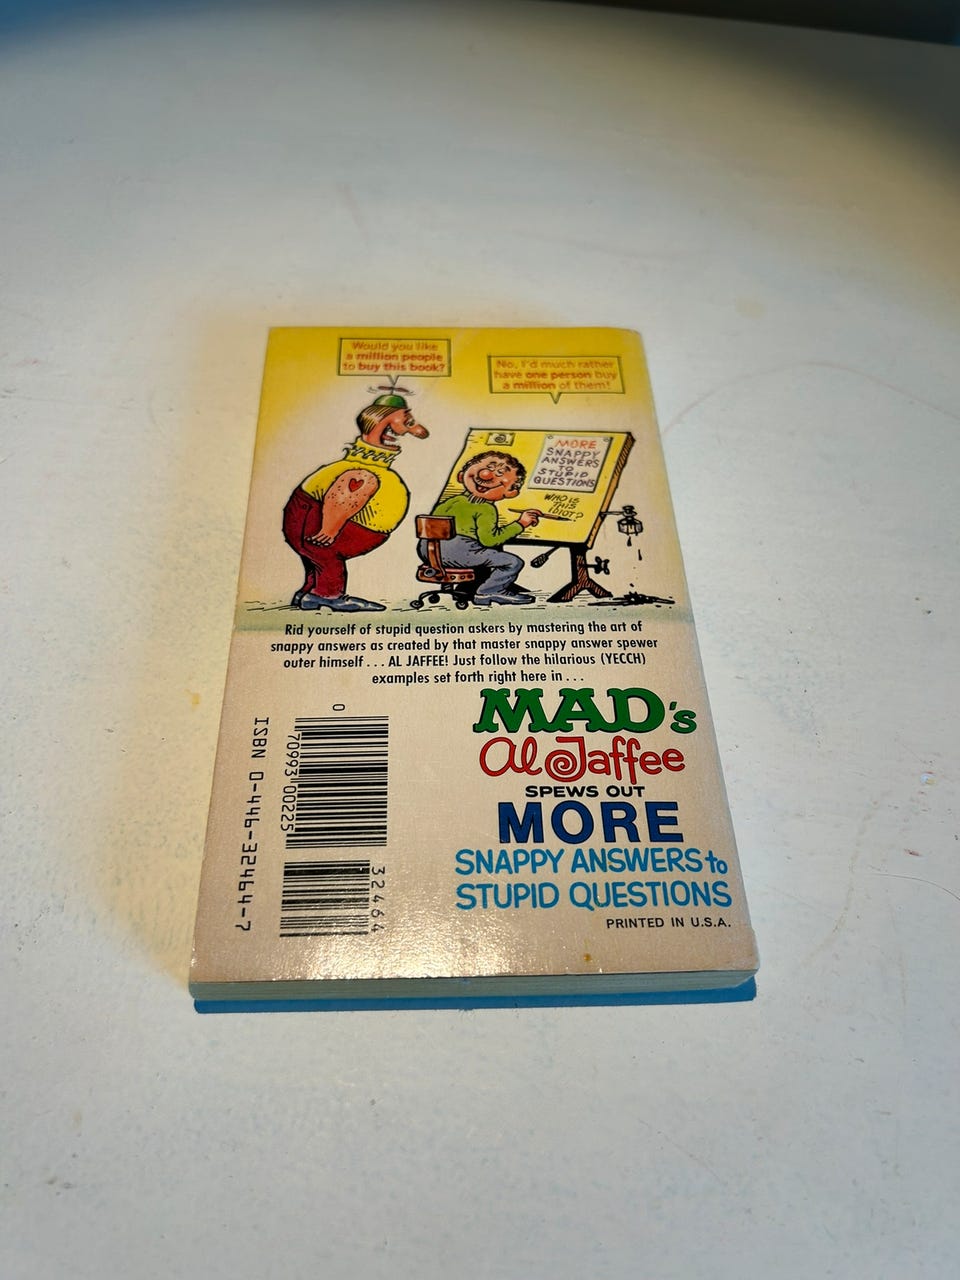 Would you like
a million people
to buy this book?
No, I'd much rather
have one person buy
a million of them!
MORE
SNAPPY
ANSWERS
TO
STUPID
QUESTIONS
WHO IS
THIS
IDIOT?
Rid yourself of stupid question askers by mastering the art of
snappy answers as created by that master snappy answer spewer
outer himself . . . AL JAFFEE! Just follow the hilarious (YECCH)
examples set forth right here in . . .
MAD's
Al Jaffee
SPEWS OUT
MORE
SNAPPY ANSWERS to
STUPID QUESTIONS
PRINTED IN U.S.A.
0
70993 00225
32464
ISBN 0-446-32464-7